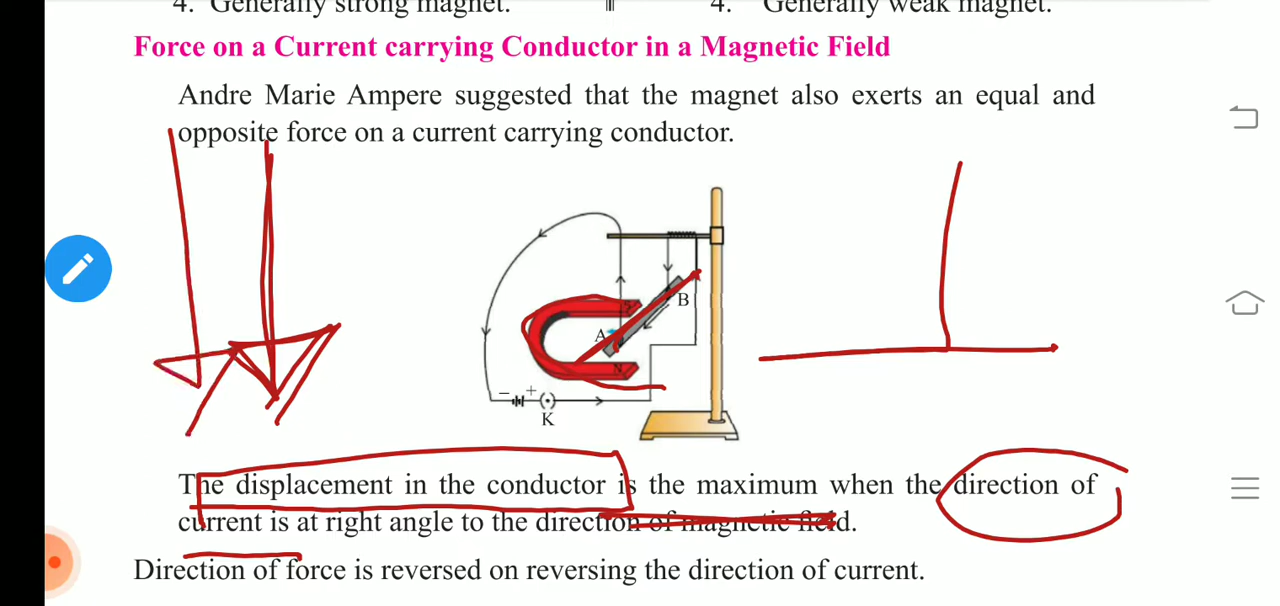 4. Generally strong magnet. 4. Generally weak magnet.
Force on a Current carrying Conductor in a Magnetic Field
Andre Marie Ampere suggested that the magnet also exerts an equal and
opposite force on a current carrying conductor.
B
A
N
− +
K
The displacement in the conductor is the maximum when the direction of
current is at right angle to the direction of magnetic field.
Direction of force is reversed on reversing the direction of current.